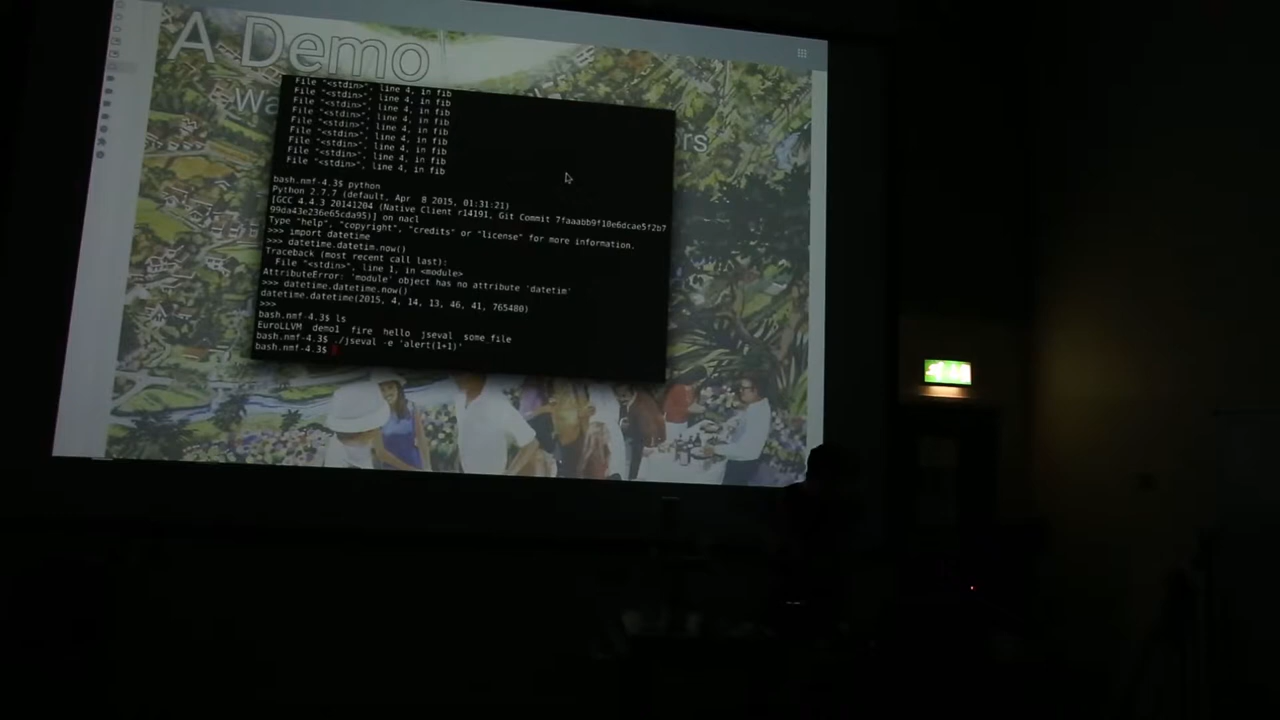 A Demo
wa
ors
File "<stdin>", line 4, in fib
File "<stdin>", line 4, in fib
File "<stdin>", line 4, in fib
File "<stdin>", line 4, in fib
File "<stdin>", line 4, in fib
File "<stdin>", line 4, in fib
File "<stdin>", line 4, in fib
File "<stdin>", line 4, in fib
File "<stdin>", line 4, in fib
bash.nmf-4.3$ python
Python 2.7.7 (default, Apr  8 2015, 01:31:21)
[GCC 4.4.3 20141204 (Native Client r14191, Git Commit 7faaabb9f10e6dcae5f2b7
99da43e236e65cda95)] on nacl
Type "help", "copyright", "credits" or "license" for more information.
>>> import datetime
>>> datetime.datetim.now()
Traceback (most recent call last):
File "<stdin>", line 1, in <module>
AttributeError: 'module' object has no attribute 'datetim'
>>> datetime.datetime.now()
datetime.datetime(2015, 4, 14, 13, 46, 41, 765480)
>>>
bash.nmf-4.3$ ls
EuroLLVM  demo1  fire  hello  jseval  some_file
bash.nmf-4.3$ ./jseval -e 'alert(1+1)'
bash.nmf-4.3$